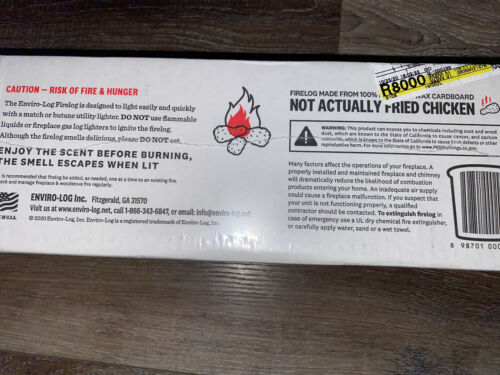 CAUTION — RISK OF FIRE & HUNGER
The Enviro-Log Firelog is designed to light easily and quickly
with a match or butane utility lighter. DO NOT use flammable
liquids or fireplace gas log lighters to ignite the firelog.
Although the firelog smells delicious, please DO NOT eat.
ENJOY THE SCENT BEFORE BURNING,
THE SMELL ESCAPES WHEN LIT
recommended that firelog be added, as needed, one at a time to an existing fire.
each and manage fireplace & woodstove fire regularly.
ENVIRO-LOG Inc. Fitzgerald, GA 31570
Visit us at www.enviro-log.net, call 1-866-343-6847, or email: info@enviro-log.net
© 2020 Enviro-Log, Inc. Enviro-Log is a registered trademark of Enviro-Log, Inc.
IN U.S.A.
R8000
FIRELOG MADE FROM 100% WAX CARDBOARD
NOT ACTUALLY FRIED CHICKEN
WARNING: This product can expose you to chemicals including soot and wood
dust, which are known to the State of California to cause cancer, and carbon
which is known to the State of California to cause birth defects or other
reproductive harm. For more information go to www.P65Warnings.ca.gov.
Many factors affect the operations of your fireplace. A
properly installed and maintained fireplace and chimney
will dramatically reduce the likelihood of combustion
products entering your home. An inadequate air supply
could cause a fireplace to malfunction. If you suspect that
your unit is not functioning properly, a qualified
contractor should be contacted. To extinguish firelog in
case of emergency use a UL dry chemical fire extinguisher,
or carefully apply water, sand or a wet towel.
8 98701 000